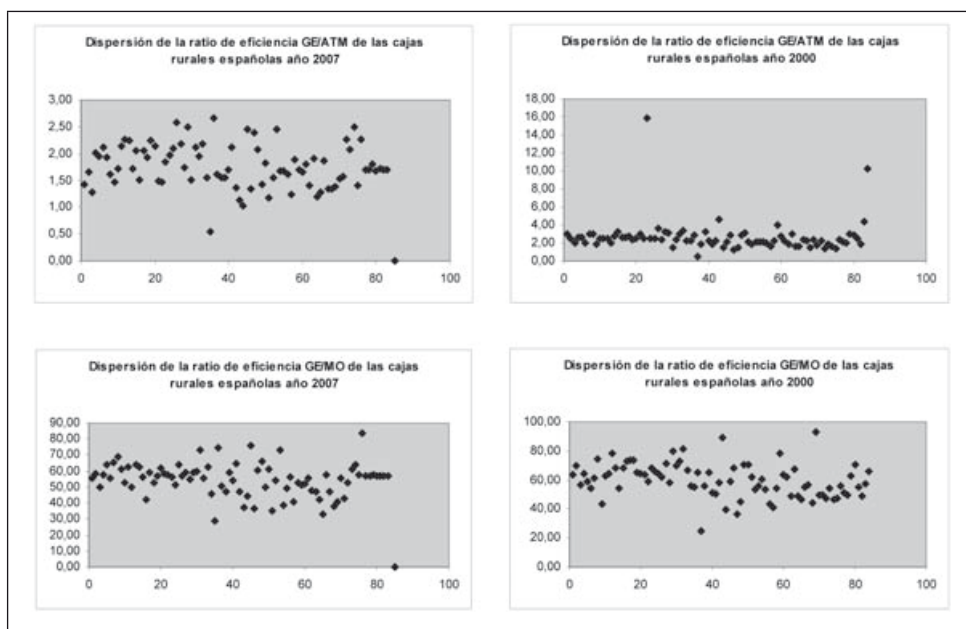 Dispersión de la ratio de eficiencia GE/ATM de las cajas
rurales españolas año 2007
3,00
2,50
2,00
1,50
1,00
0,50
0,00
0 20 40 60 80 100
Dispersión de la ratio de eficiencia GE/ATM de las cajas
rurales españolas año 2000
18,00
16,00
14,00
12,00
10,00
8,00
6,00
4,00
2,00
0,00
0 20 40 60 80 100
Dispersión de la ratio de eficiencia GE/MO de las cajas
rurales españolas año 2007
90,00
80,00
70,00
60,00
50,00
40,00
30,00
20,00
10,00
0,00
0 20 40 60 80 100
Dispersión de la ratio de eficiencia GE/MO de las cajas
rurales españolas año 2000
100,00
80,00
60,00
40,00
20,00
0,00
0 20 40 60 80 100